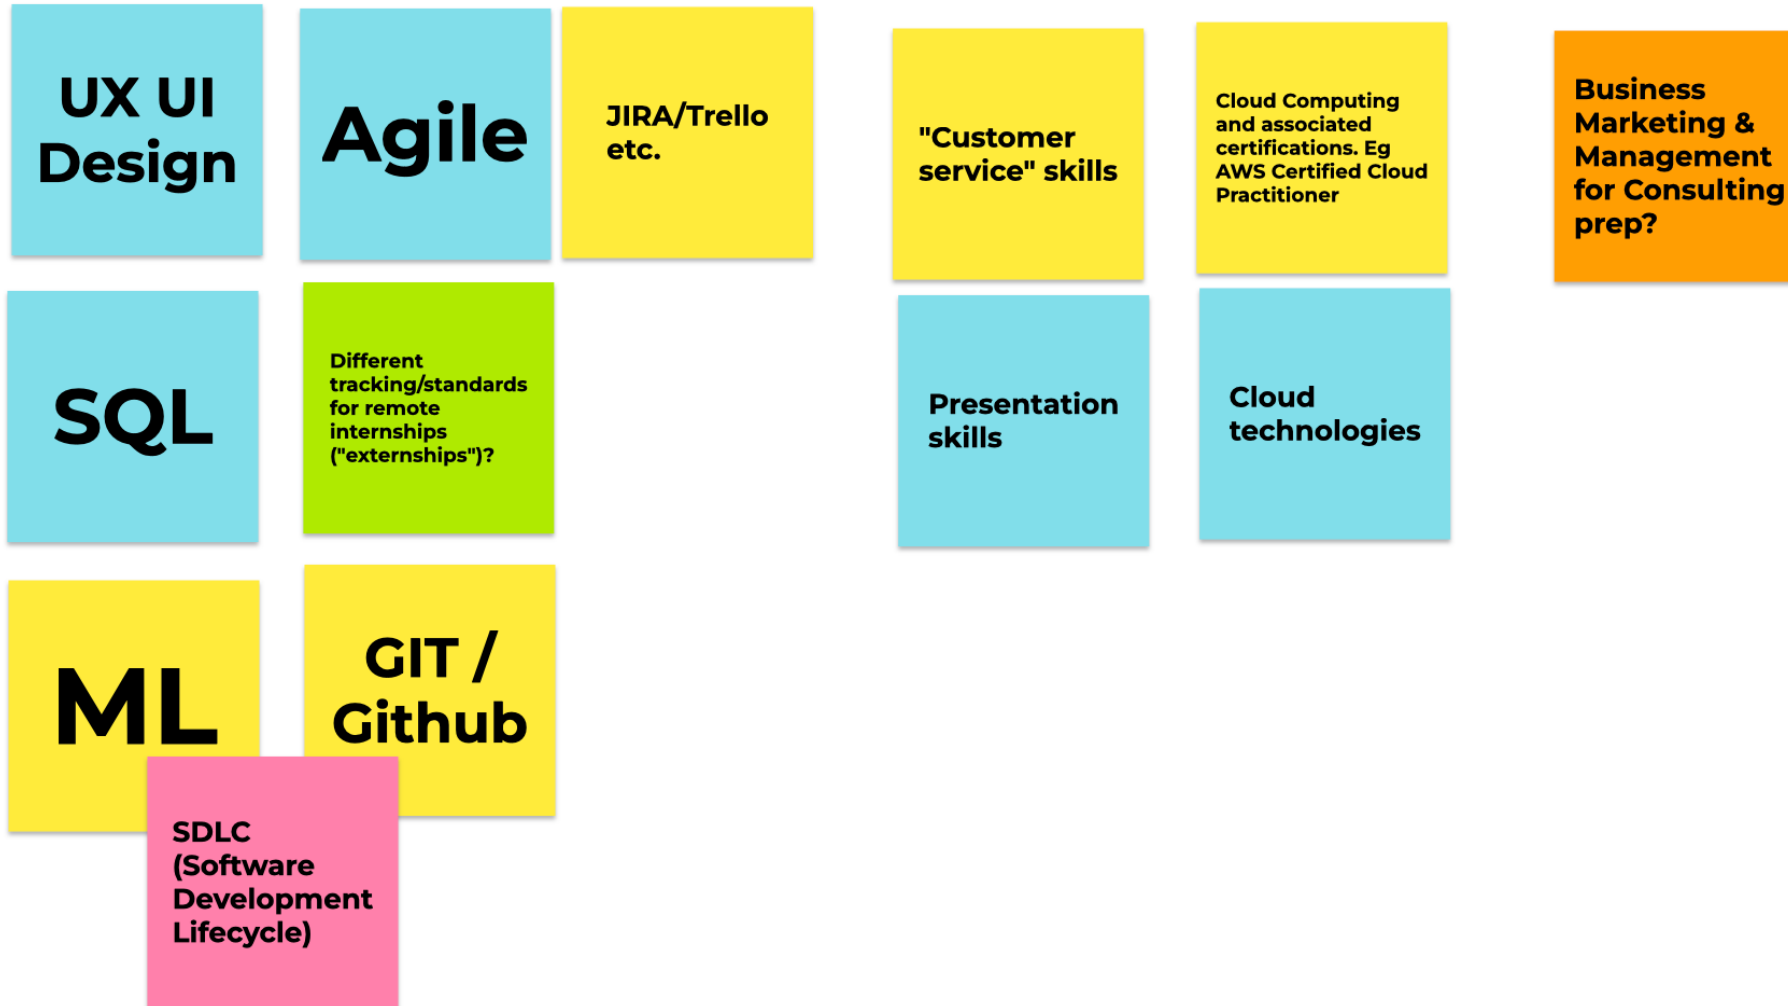 UX UI
Design
Agile
JIRA/Trello
etc.
"Customer
service" skills
Cloud Computing
and associated
certifications. Eg
AWS Certified Cloud
Practitioner
Business
Marketing &
Management
for Consulting
prep?
SQL
Different
tracking/standards
for remote
internships
("externships")?
Presentation
skills
Cloud
technologies
ML
GIT /
Github
SDLC
(Software
Development
Lifecycle)